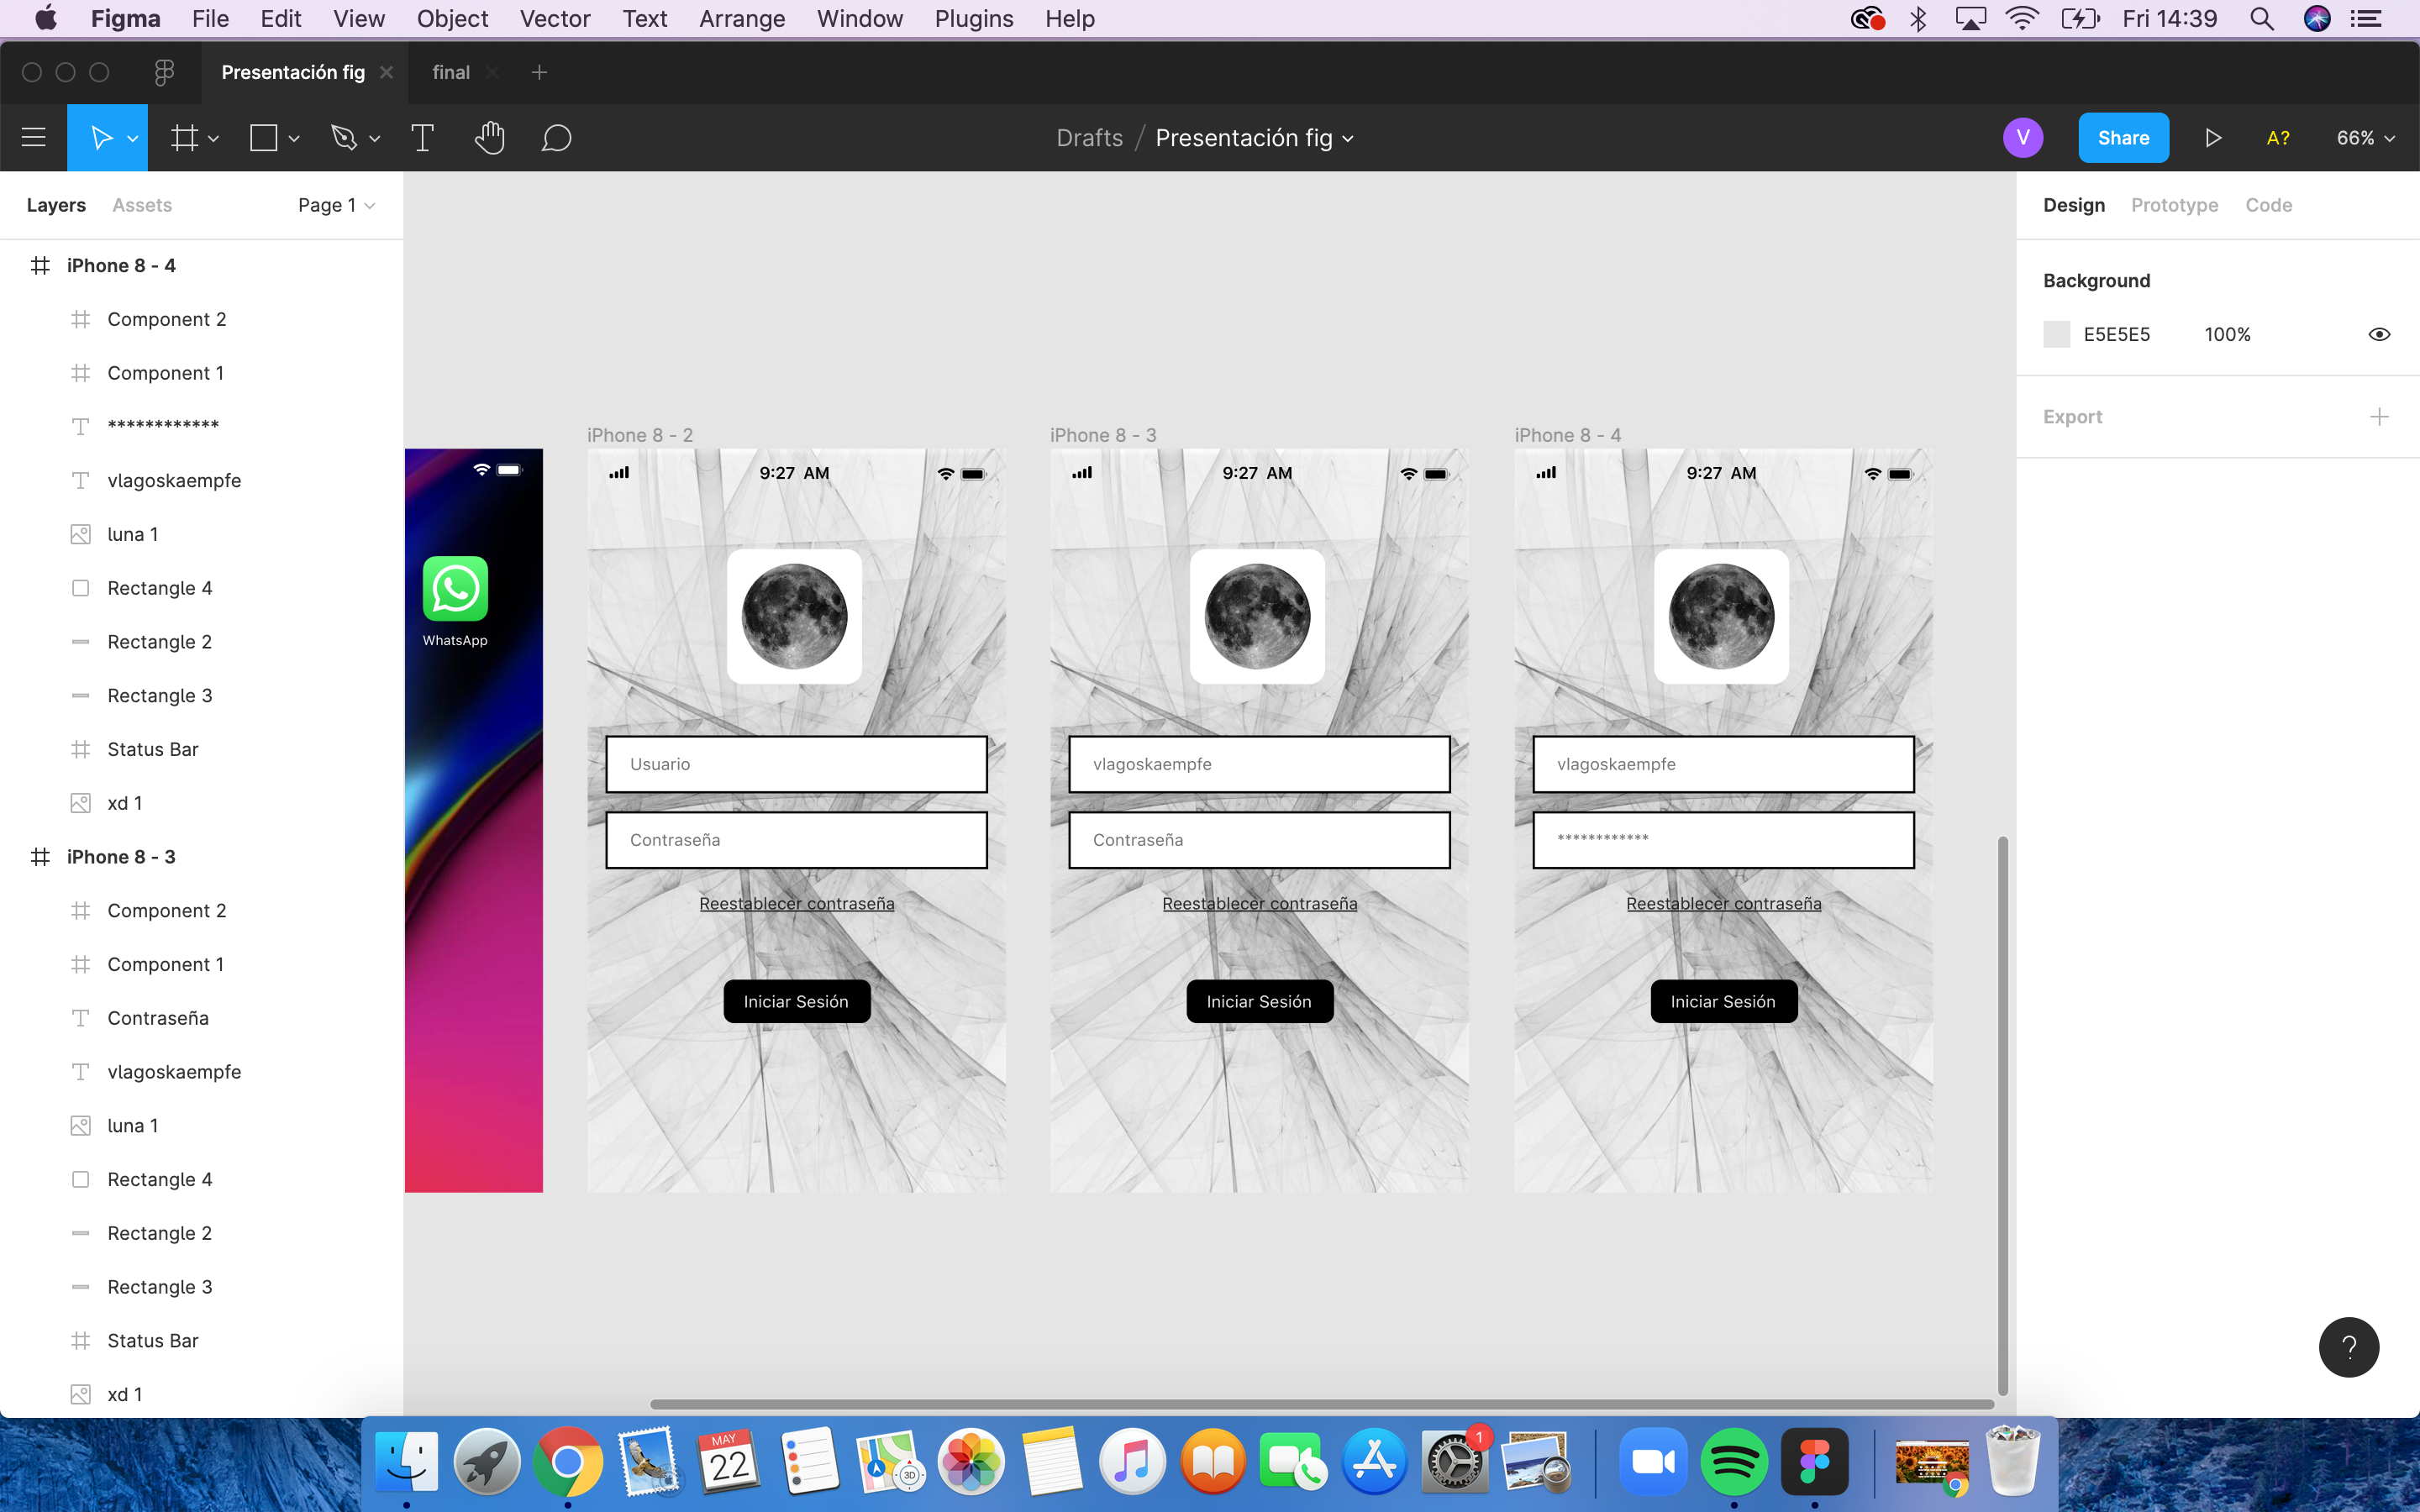 Figma File Edit View Object Vector Text Arrange Window Plugins Help Fri 14:39
Presentación fig final
Drafts / Presentación fig V Share A? 66%
Layers Assets Page 1
Design Prototype Code
iPhone 8 - 4
Component 2
Component 1
************
vlagoskaempfe
luna 1
Rectangle 4
Rectangle 2
Rectangle 3
Status Bar
xd 1
iPhone 8 - 3
Component 2
Component 1
Contraseña
vlagoskaempfe
luna 1
Rectangle 4
Rectangle 2
Rectangle 3
Status Bar
xd 1
WhatsApp
iPhone 8 - 2
9:27 AM
Usuario
Contraseña
Reestablecer contraseña
Iniciar Sesión
iPhone 8 - 3
9:27 AM
vlagoskaempfe
Contraseña
Reestablecer contraseña
Iniciar Sesión
iPhone 8 - 4
9:27 AM
vlagoskaempfe
************
Reestablecer contraseña
Iniciar Sesión
Background
E5E5E5 100%
Export
?
MAY
22
3D
1